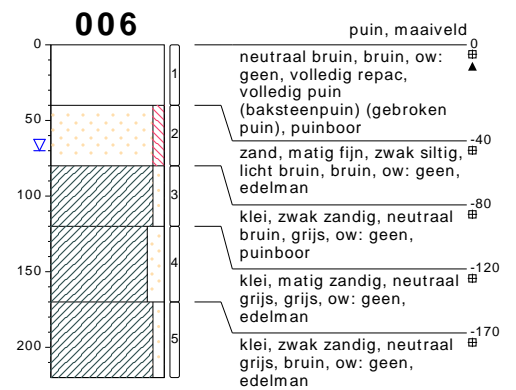 006
puin, maaiveld
0
0
neutraal bruin, bruin, ow:
geen, volledig repac,
volledig puin
(baksteenpuin) (gebroken
puin), puinboor
1
50
2
-40
zand, matig fijn, zwak siltig,
licht bruin, bruin, ow: geen,
edelman
100
3
-80
klei, zwak zandig, neutraal
bruin, grijs, ow: geen,
puinboor
150
4
-120
klei, matig zandig, neutraal
grijs, grijs, ow: geen,
edelman
200
5
-170
klei, zwak zandig, neutraal
grijs, bruin, ow: geen,
edelman